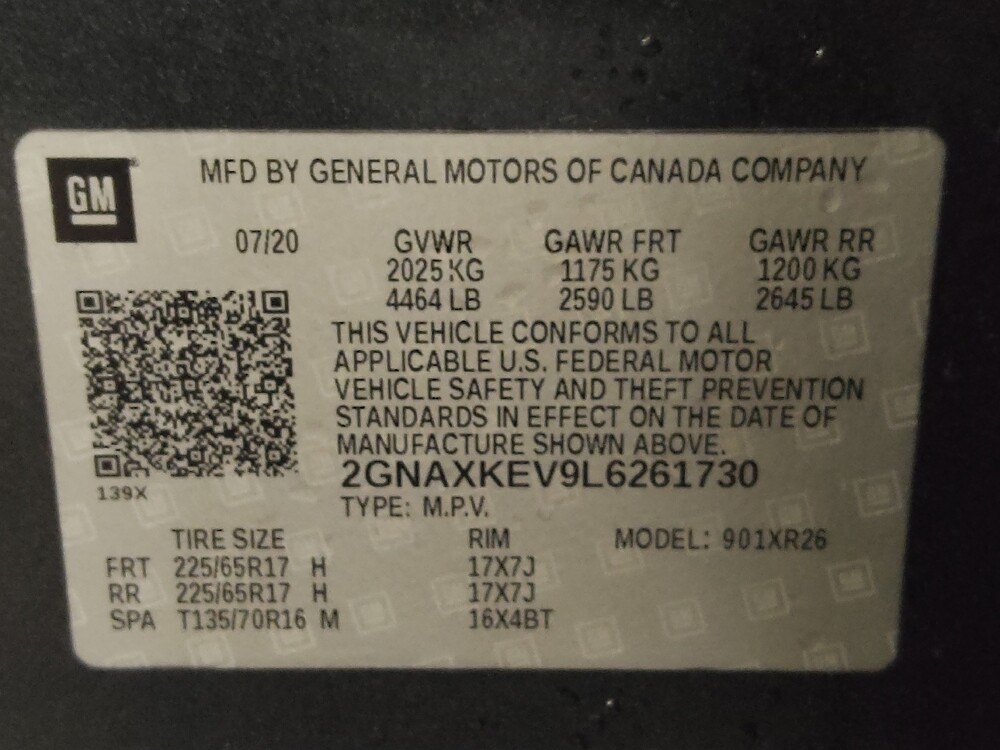 GM
MFD BY GENERAL MOTORS OF CANADA COMPANY
07/20 GVWR GAWR FRT GAWR RR
2025 KG 1175 KG 1200 KG
4464 LB 2590 LB 2645 LB
THIS VEHICLE CONFORMS TO ALL
APPLICABLE U.S. FEDERAL MOTOR
VEHICLE SAFETY AND THEFT PREVENTION
STANDARDS IN EFFECT ON THE DATE OF
MANUFACTURE SHOWN ABOVE.
2GNAXKEV9L6261730
139X
TYPE: M.P.V.
TIRE SIZE RIM MODEL: 901XR26
FRT 225/65R17 H 17X7J
RR 225/65R17 H 17X7J
SPA T135/70R16 M 16X4BT